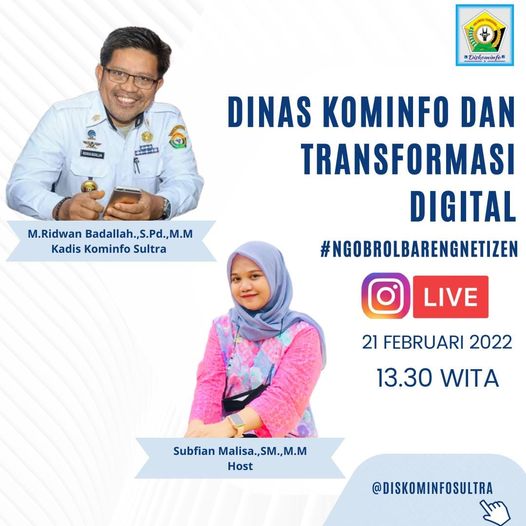 Diskominfo
DINAS KOMINFO DAN
TRANSFORMASI
DIGITAL
#NGOBROLBARENGNETIZEN
M.Ridwan Badallah.,S.Pd.,M.M
Kadis Kominfo Sultra
LIVE
21 FEBRUARI 2022
13.30 WITA
Subfian Malisa.,SM.,M.M
Host
@DISKOMINFOSULTRA